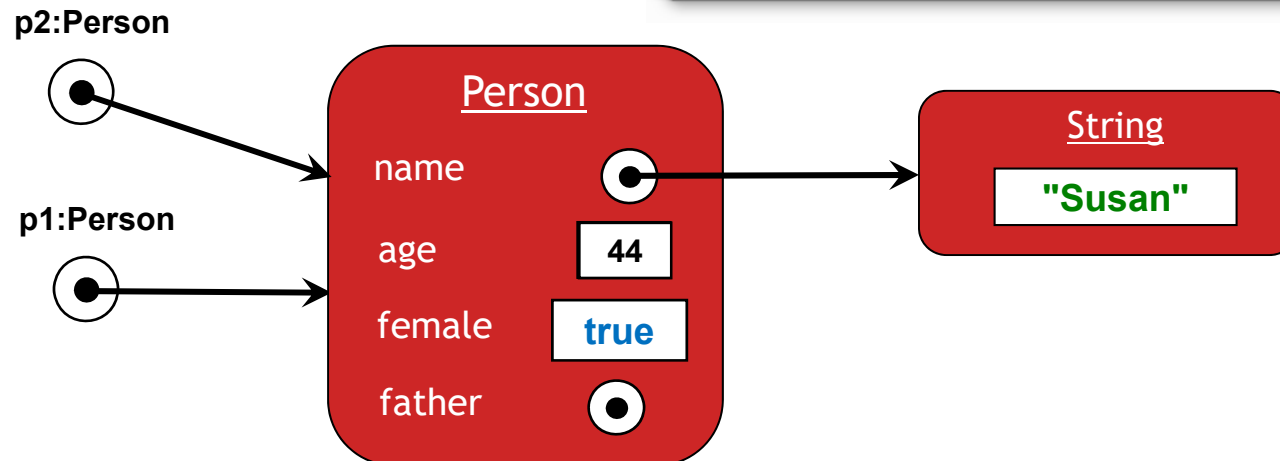 p2:Person
p1:Person
Person
name
age 44
female true
father
String
"Susan"